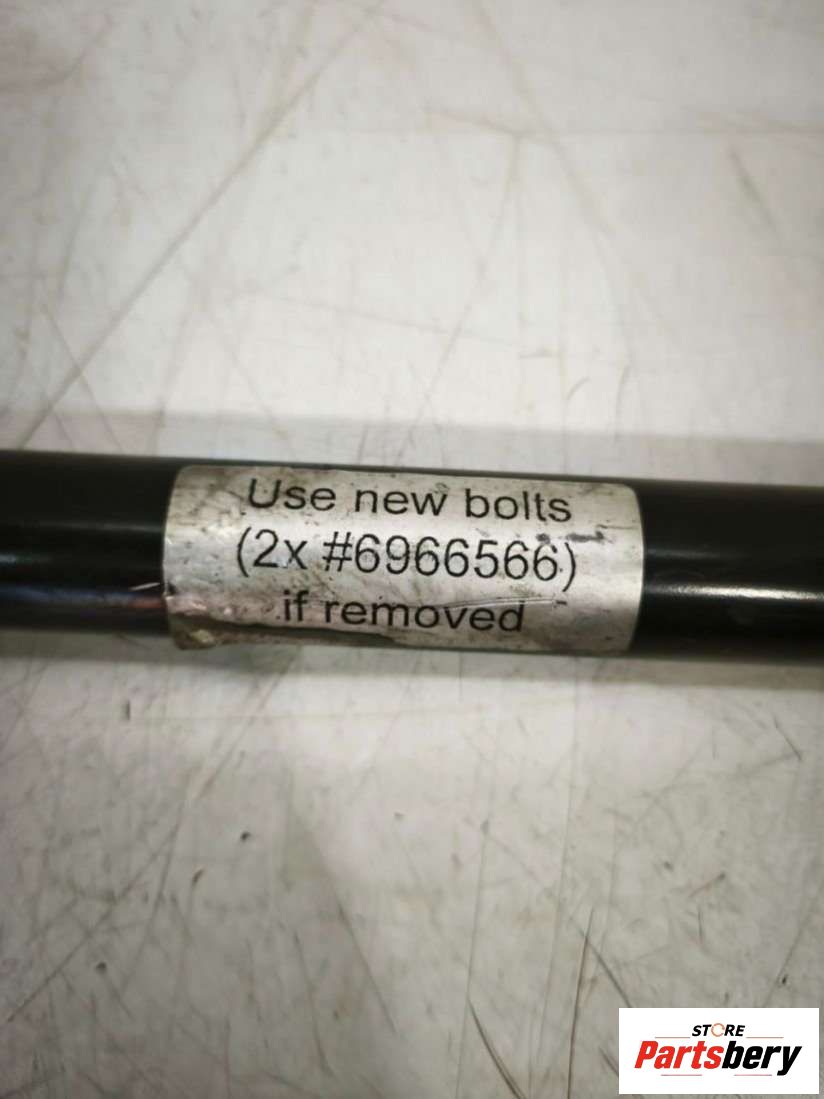 Use new bolts
(2x #6966566)
if removed
STORE
Partsbery